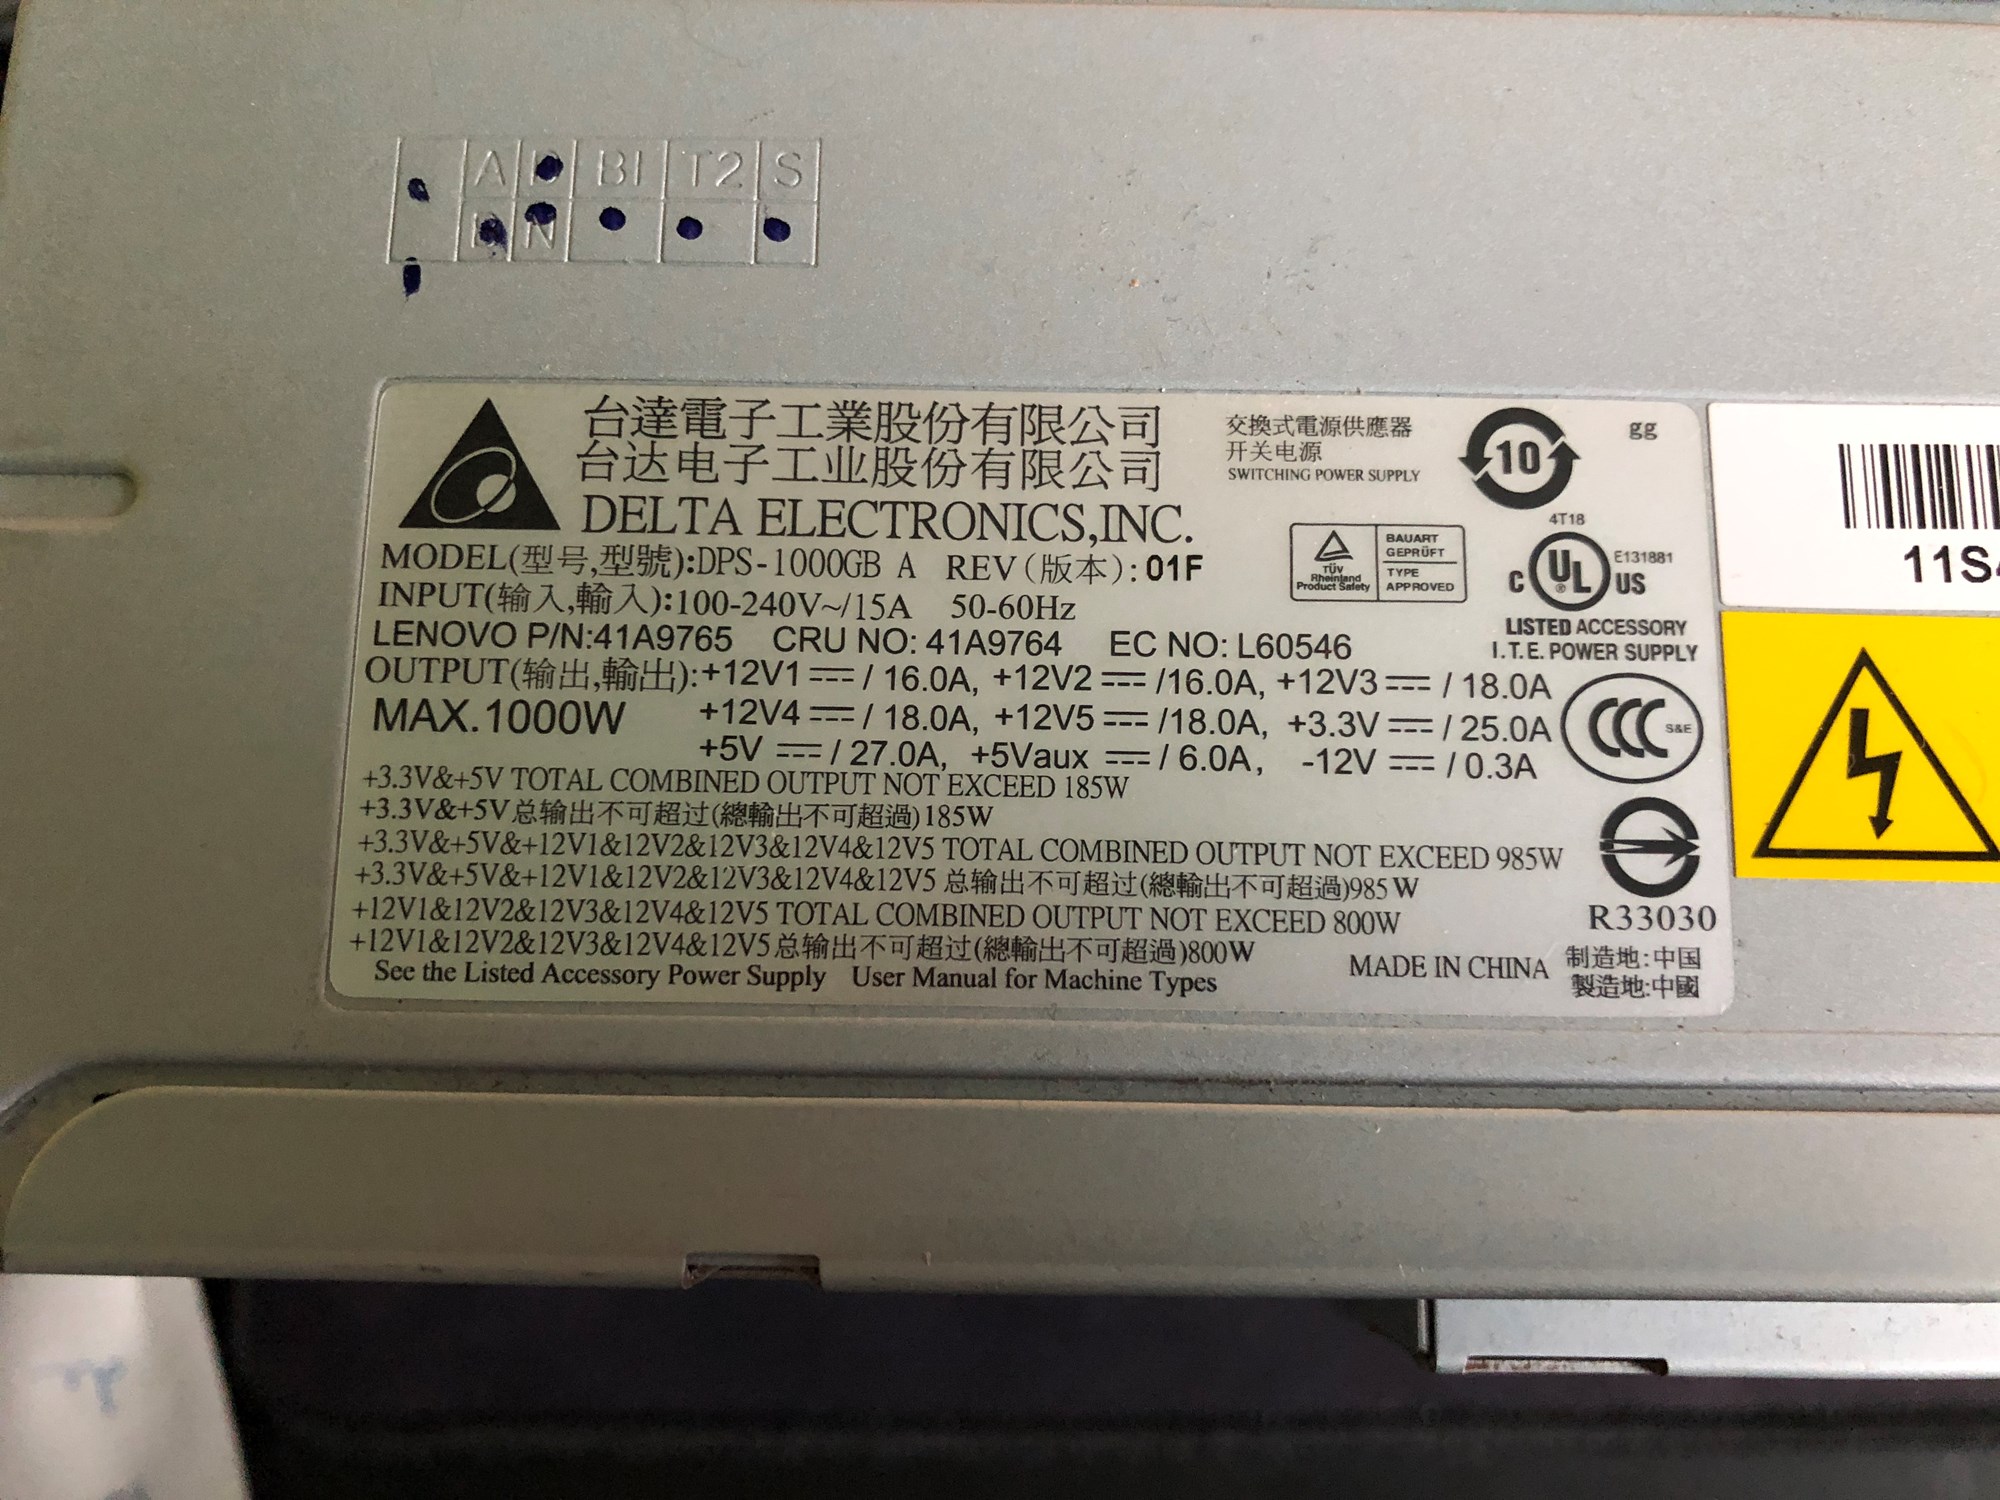 A BI T2 S
N
台達電子工業股份有限公司
台达电子工业股份有限公司
DELTA ELECTRONICS,INC.
交換式電源供應器
开关电源
SWITCHING POWER SUPPLY
10
gg
MODEL(型号,型號):DPS-1000GB A REV(版本):01F
INPUT(输入,輸入):100-240V~/15A 50-60Hz
LENOVO P/N:41A9765 CRU NO: 41A9764 EC NO: L60546
TÜV
Rheinland
Product Safety
BAUART
GEPRÜFT
TYPE
APPROVED
4T18
C UL US
®
E131881
LISTED ACCESSORY
I.T.E. POWER SUPPLY
OUTPUT(输出,輸出):+12V1 ⎓ / 16.0A, +12V2 ⎓ /16.0A, +12V3 ⎓ / 18.0A
MAX.1000W +12V4 ⎓ / 18.0A, +12V5 ⎓ /18.0A, +3.3V ⎓ / 25.0A
+5V ⎓ / 27.0A, +5Vaux ⎓ / 6.0A, -12V ⎓ / 0.3A
CCC S&E
+3.3V&+5V TOTAL COMBINED OUTPUT NOT EXCEED 185W
+3.3V&+5V总输出不可超过(總輸出不可超過)185W
+3.3V&+5V&+12V1&12V2&12V3&12V4&12V5 TOTAL COMBINED OUTPUT NOT EXCEED 985W
+3.3V&+5V&+12V1&12V2&12V3&12V4&12V5 总输出不可超过(總輸出不可超過)985W
+12V1&12V2&12V3&12V4&12V5 TOTAL COMBINED OUTPUT NOT EXCEED 800W
+12V1&12V2&12V3&12V4&12V5总输出不可超过(總輸出不可超過)800W
R33030
See the Listed Accessory Power Supply User Manual for Machine Types
MADE IN CHINA
制造地:中国
製造地:中國
11S4